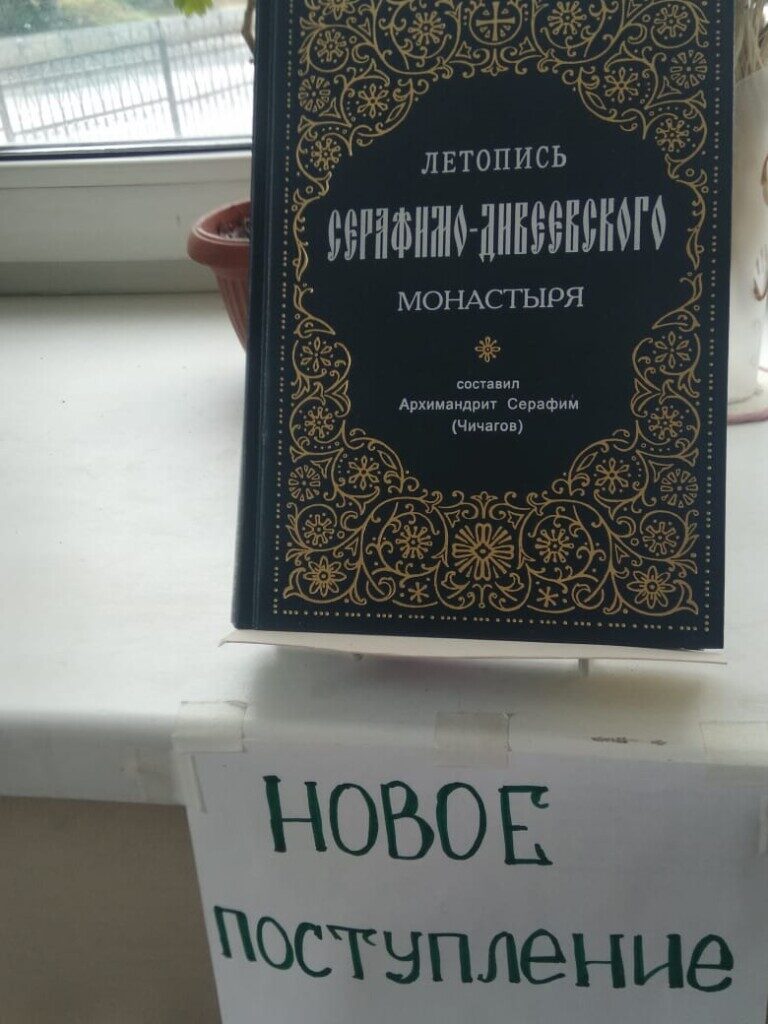 ЛЕТОПИСЬ
СЕРАФИМО-ДИВЕЕВСКОГО
МОНАСТЫРЯ
составил
Архимандрит Серафим
(Чичагов)
НОВОЕ
ПОСТУПЛЕНИЕ